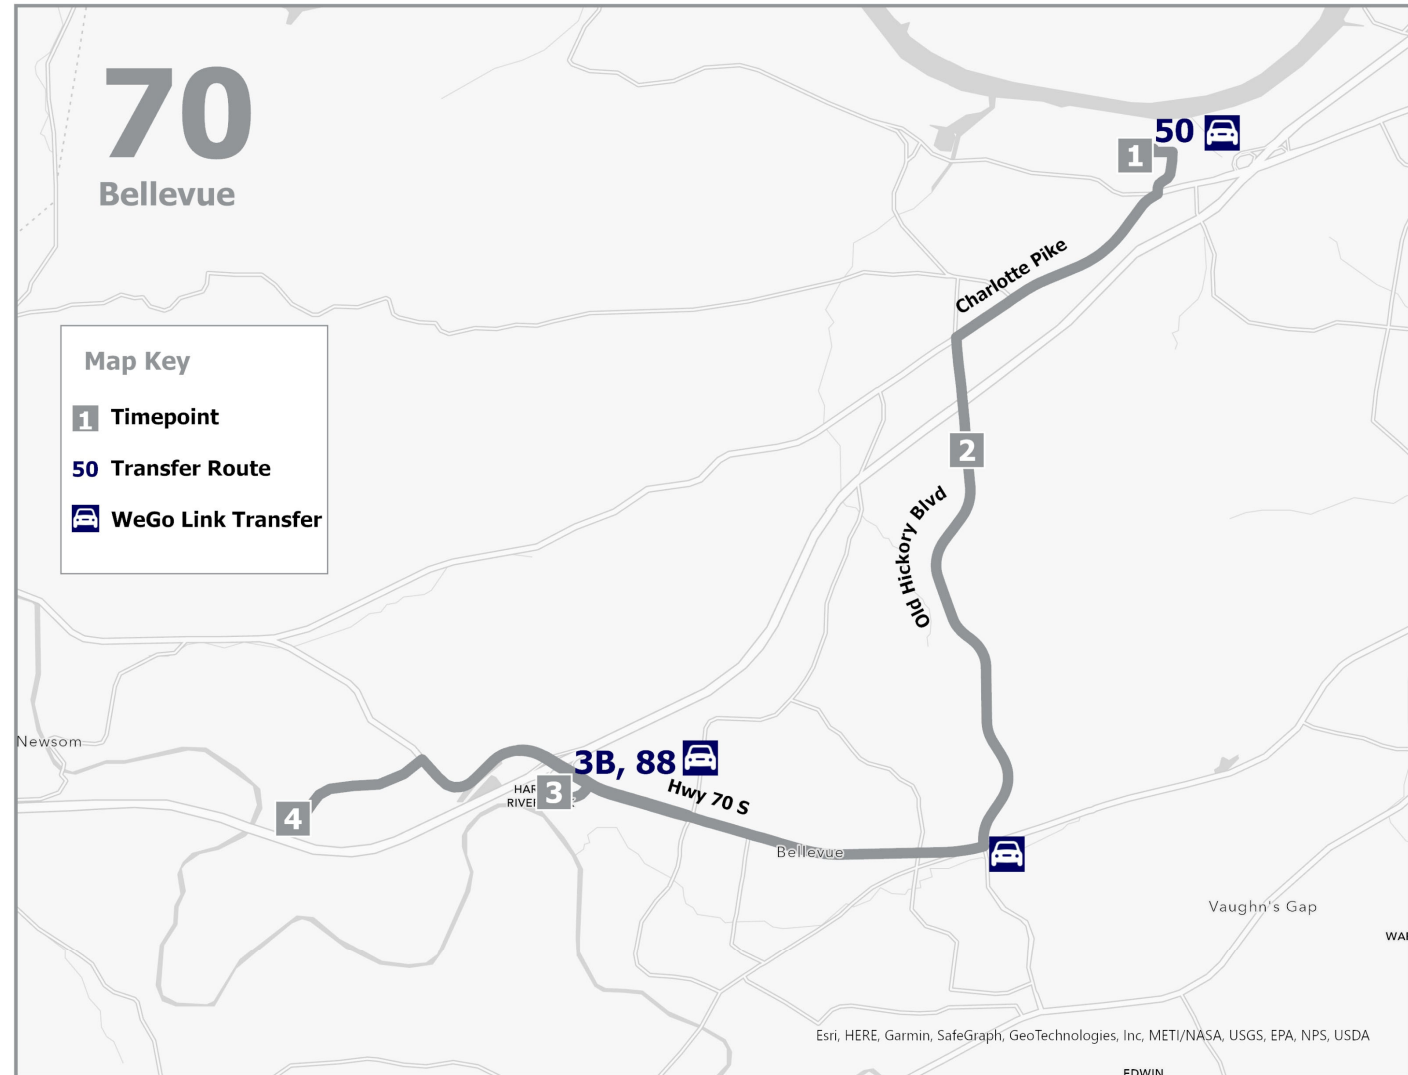 70
Bellevue
50
1
Charlotte Pike
Map Key
1 Timepoint
50 Transfer Route
WeGo Link Transfer
2
Old Hickory Blvd
Newsom
3B, 88
3
Hwy 70 S
4
Bellevue
Vaughn's Gap
Esri, HERE, Garmin, SafeGraph, GeoTechnologies, Inc, METI/NASA, USGS, EPA, NPS, USDA
EDWIN